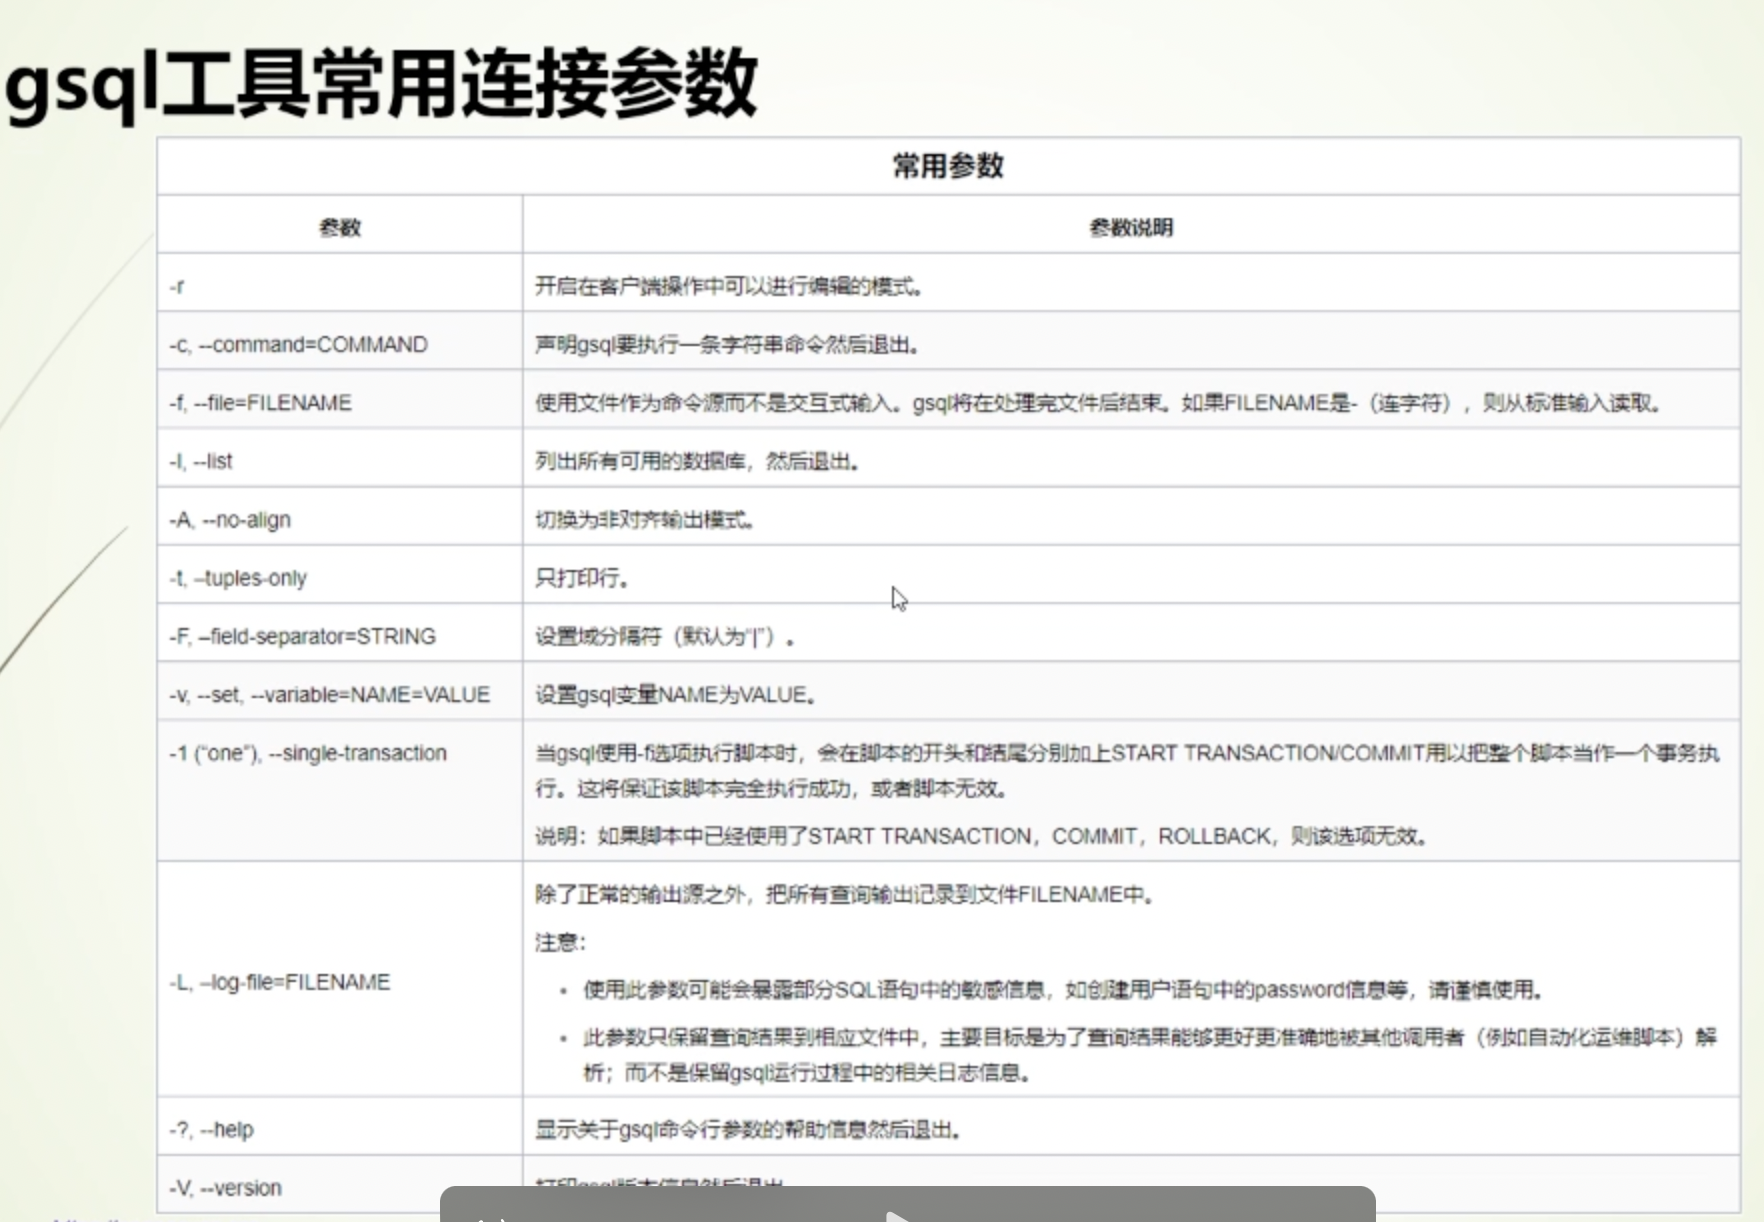 gsql工具常用连接参数
常用参数
参数 参数说明
-r 开启在客户端操作中可以进行编辑的模式。
-c, --command=COMMAND 声明gsql要执行一条字符串命令然后退出。
-f, --file=FILENAME 使用文件作为命令源而不是交互式输入。gsql将在处理完文件后结束。如果FILENAME是-（连字符），则从标准输入读取。
-l, --list 列出所有可用的数据库，然后退出。
-A, --no-align 切换为非对齐输出模式。
-t, –tuples-only 只打印行。
-F, –field-separator=STRING 设置域分隔符（默认为“|”）。
-v, --set, --variable=NAME=VALUE 设置gsql变量NAME为VALUE。
-1 (“one”), --single-transaction 当gsql使用-f选项执行脚本时，会在脚本的开头和结尾分别加上START TRANSACTION/COMMIT用以把整个脚本当作一个事务执
行。这将保证该脚本完全执行成功，或者脚本无效。
说明：如果脚本中已经使用了START TRANSACTION，COMMIT，ROLLBACK，则该选项无效。
除了正常的输出源之外，把所有查询输出记录到文件FILENAME中。
注意：
-L, –log-file=FILENAME
• 使用此参数可能会暴露部分SQL语句中的敏感信息，如创建用户语句中的password信息等，请谨慎使用。
• 此参数只保留查询结果到相应文件中，主要目标是为了查询结果能够更好更准确地被其他调用者（例如自动化运维脚本）解
析；而不是保留gsql运行过程中的相关日志信息。
-?, --help 显示关于gsql命令行参数的帮助信息然后退出。
-V, --version 打印gsql版本信息然后退出